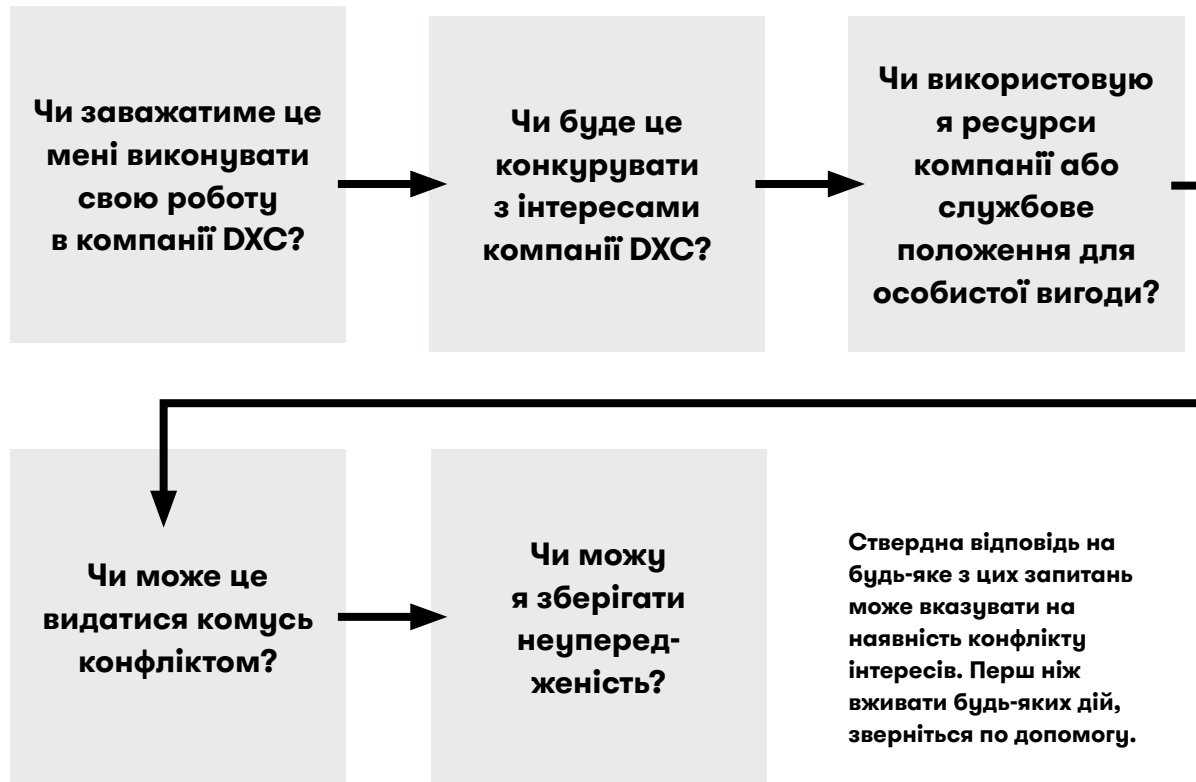 Чи заважатиме це
мені виконувати
свою роботу
в компанії DXC?
Чи буде це
конкурувати
з інтересами
компанії DXC?
Чи використовую
я ресурси
компанії або
службове
положення для
особистої вигоди?
Чи може це
видатися комусь
конфліктом?
Чи можу
я зберігати
неуперед-
женість?
Ствердна відповідь на
будь-яке з цих запитань
може вказувати на
наявність конфлікту
інтересів. Перш ніж
вживати будь-яких дій,
зверніться по допомогу.